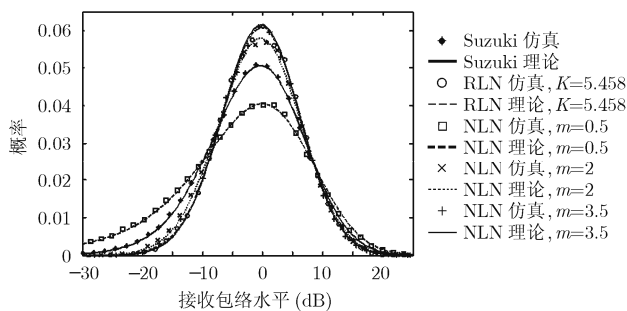 概率
0.06
0.05
0.04
0.03
0.02
0.01
0
−30
−20
−10
0
10
20
接收包络水平 (dB)
Suzuki 仿真
Suzuki 理论
RLN 仿真, K=5.458
RLN 理论, K=5.458
NLN 仿真, m=0.5
NLN 理论, m=0.5
NLN 仿真, m=2
NLN 理论, m=2
NLN 仿真, m=3.5
NLN 理论, m=3.5